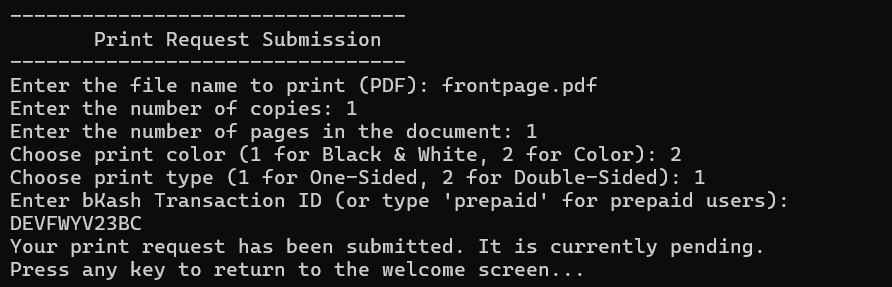 ---------------------------------
Print Request Submission
---------------------------------
Enter the file name to print (PDF): frontpage.pdf
Enter the number of copies: 1
Enter the number of pages in the document: 1
Choose print color (1 for Black & White, 2 for Color): 2
Choose print type (1 for One-Sided, 2 for Double-Sided): 1
Enter bKash Transaction ID (or type 'prepaid' for prepaid users):
DEVFWYV23BC
Your print request has been submitted. It is currently pending.
Press any key to return to the welcome screen...